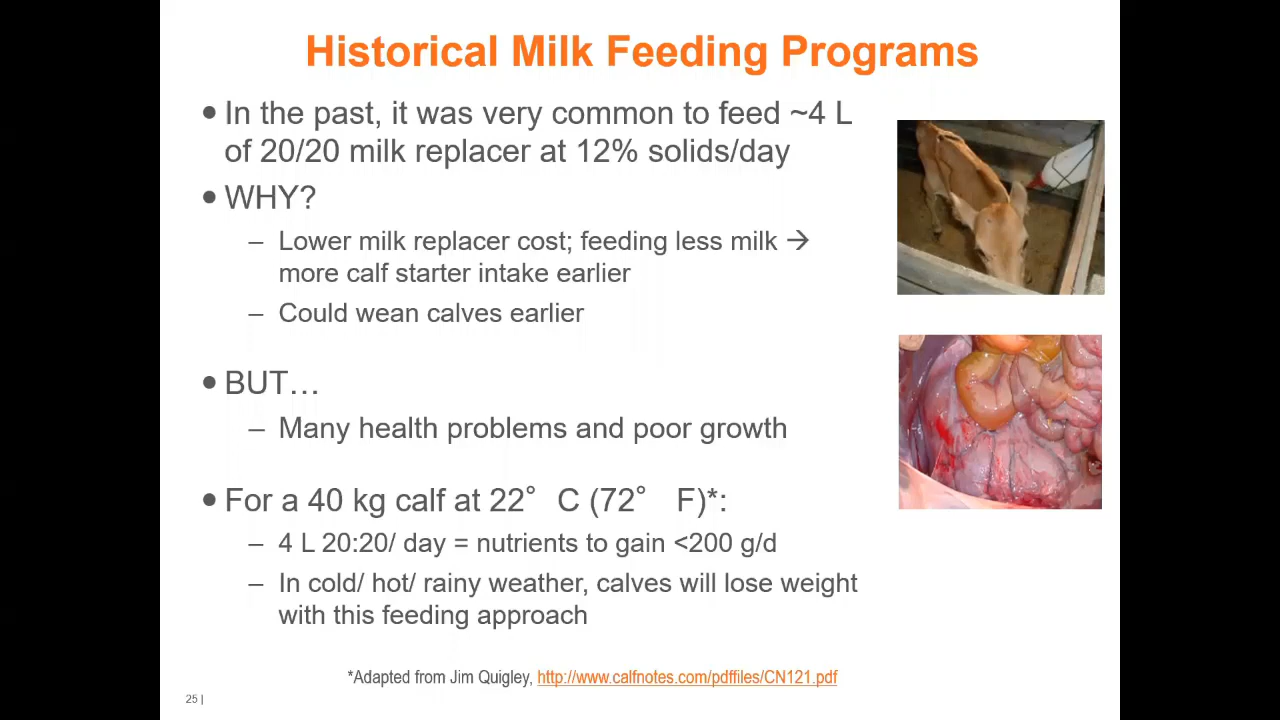 Historical Milk Feeding Programs
• In the past, it was very common to feed ~4 L
of 20/20 milk replacer at 12% solids/day
• WHY?
– Lower milk replacer cost; feeding less milk →
more calf starter intake earlier
– Could wean calves earlier
• BUT…
– Many health problems and poor growth
• For a 40 kg calf at 22° C (72° F)*:
– 4 L 20:20/ day = nutrients to gain <200 g/d
– In cold/ hot/ rainy weather, calves will lose weight
with this feeding approach
*Adapted from Jim Quigley, http://www.calfnotes.com/pdffiles/CN121.pdf
25 |